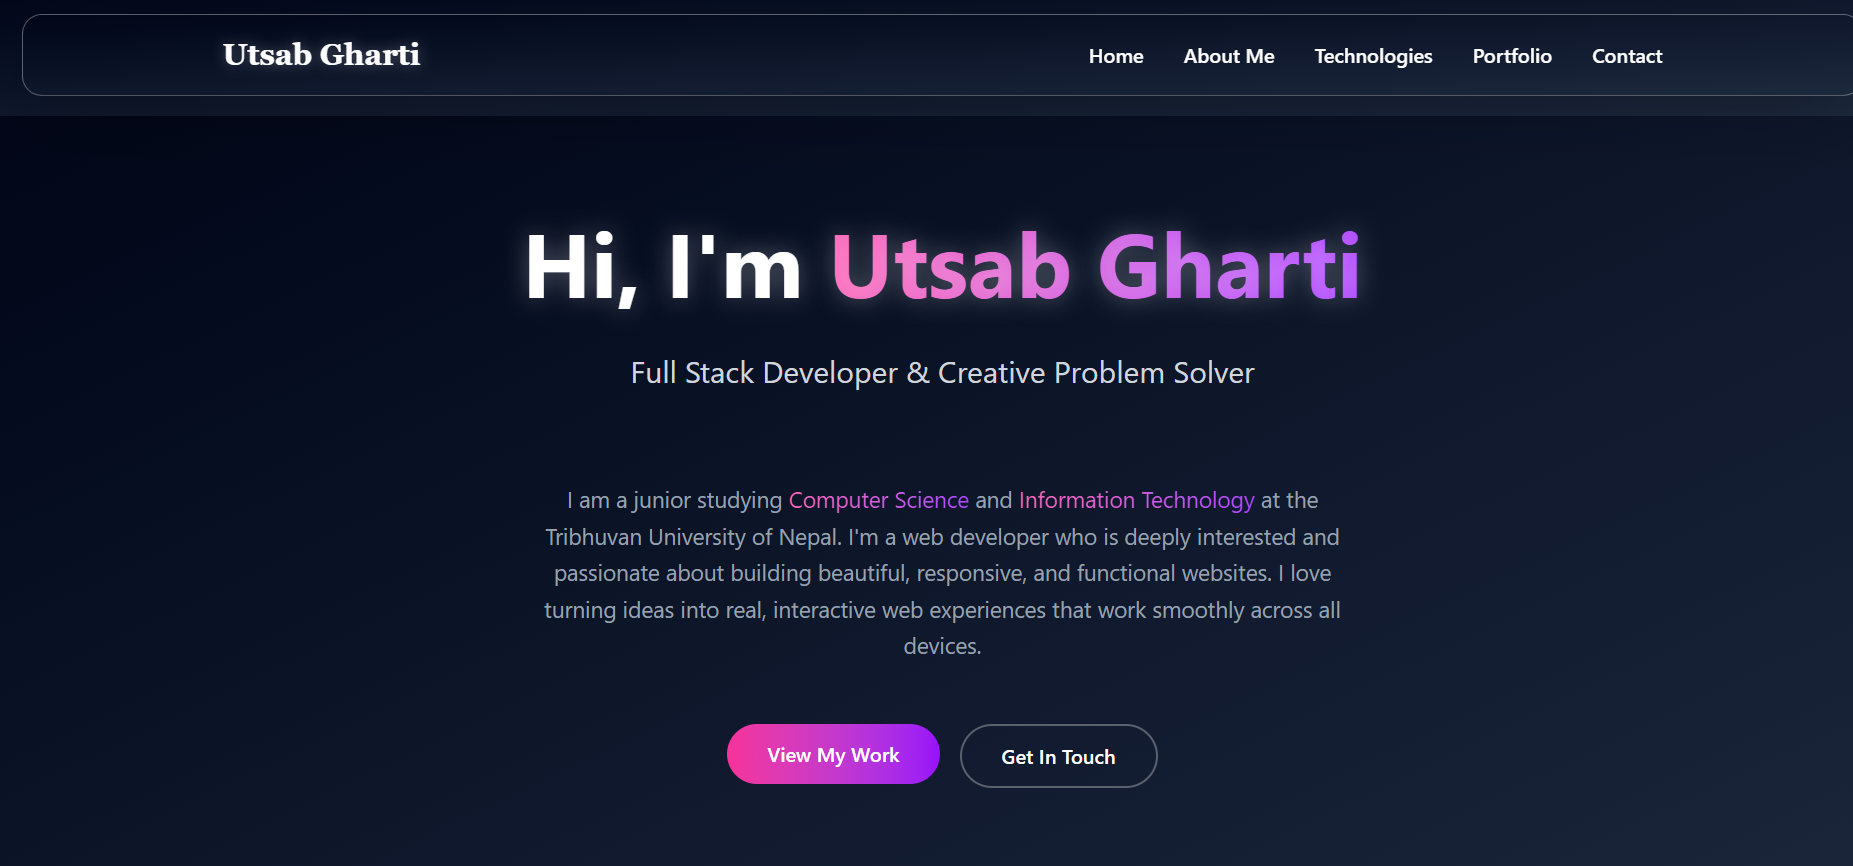 Utsab Gharti
Home About Me Technologies Portfolio Contact
Hi, I'm Utsab Gharti
Full Stack Developer & Creative Problem Solver
I am a junior studying Computer Science and Information Technology at the
Tribhuvan University of Nepal. I'm a web developer who is deeply interested and
passionate about building beautiful, responsive, and functional websites. I love
turning ideas into real, interactive web experiences that work smoothly across all
devices.
View My Work
Get In Touch